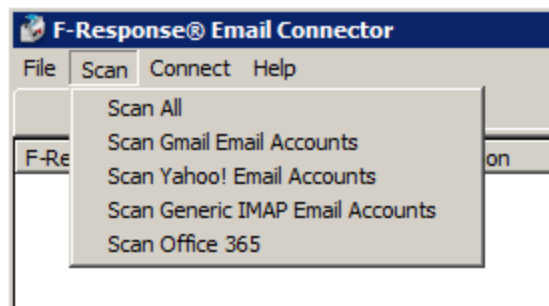 F-Response® Email Connector
File Scan Connect Help
Scan All
Scan Gmail Email Accounts
F-Re on
Scan Yahoo! Email Accounts
Scan Generic IMAP Email Accounts
Scan Office 365